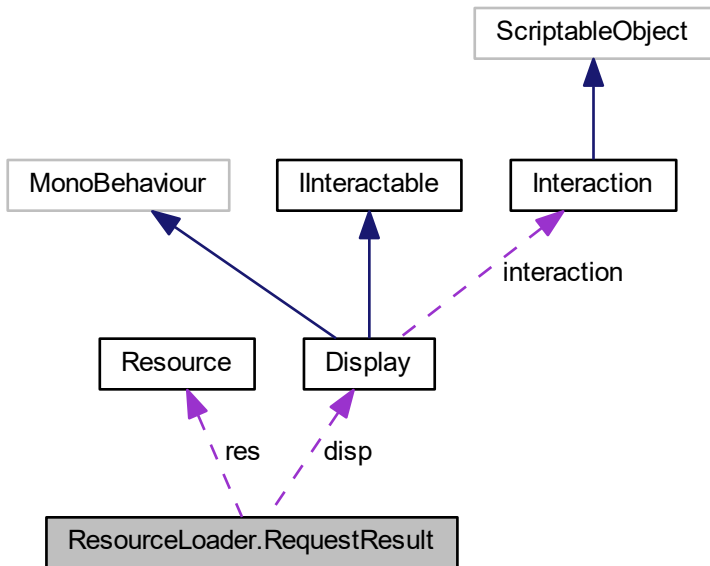 ScriptableObject
MonoBehaviour
IInteractable
Interaction
interaction
Resource
Display
res
disp
ResourceLoader.RequestResult